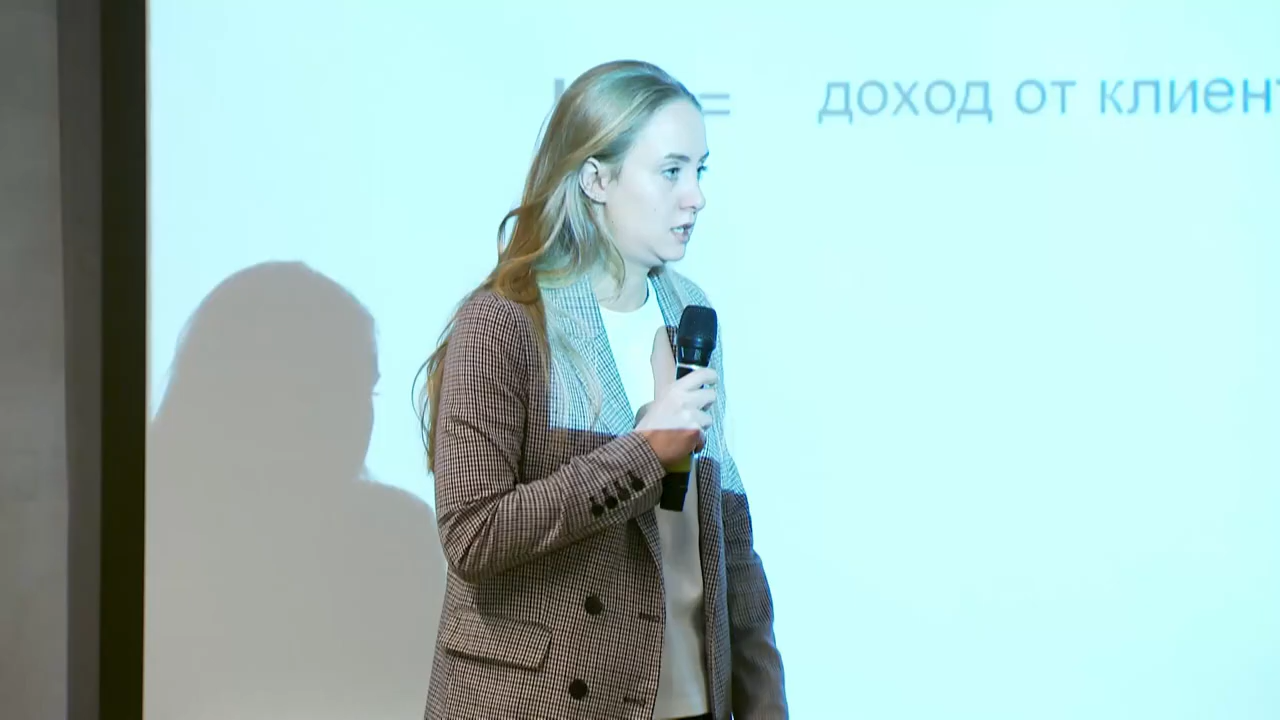 = доход от клиент